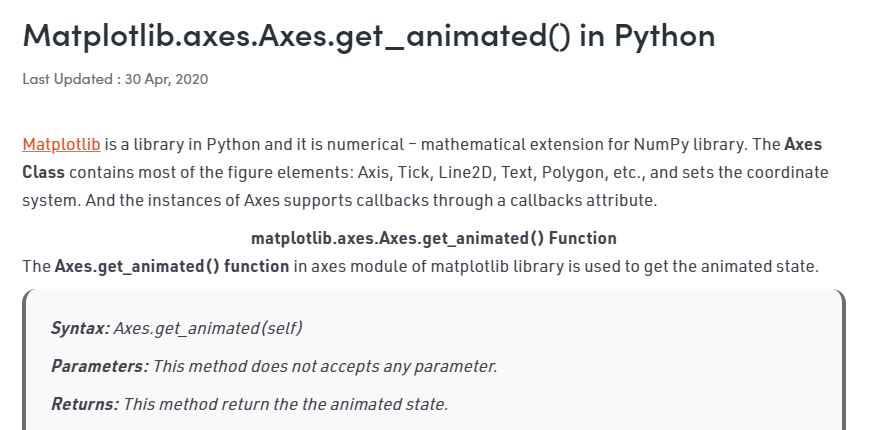 Matplotlib.axes.Axes.get_animated() in Python
Last Updated : 30 Apr, 2020
Matplotlib is a library in Python and it is numerical – mathematical extension for NumPy library. The Axes
Class contains most of the figure elements: Axis, Tick, Line2D, Text, Polygon, etc., and sets the coordinate
system. And the instances of Axes supports callbacks through a callbacks attribute.
matplotlib.axes.Axes.get_animated() Function
The Axes.get_animated() function in axes module of matplotlib library is used to get the animated state.
Syntax: Axes.get_animated(self)
Parameters: This method does not accepts any parameter.
Returns: This method return the the animated state.